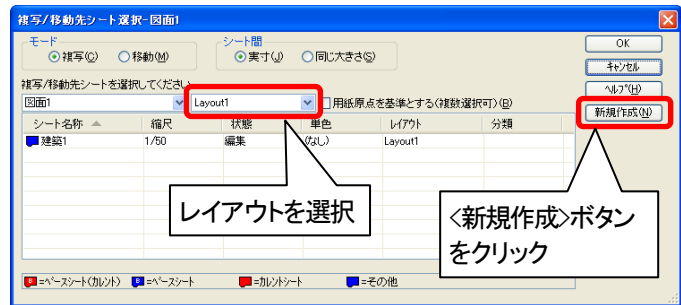 複写/移動先シート選択-図面1
モード
複写(C) 移動(M)
シート間
実寸(J) 同じ大きさ(S)
OK
キャンセル
ヘルプ(H)
新規作成(N)
複写/移動先シートを選択してください
図面1 Layout1 用紙原点を基準とする(複数選択可)(B)
シート名称 縮尺 状態 単色 レイアウト 分類
建築1 1/50 編集 (なし) Layout1
レイアウトを選択
<新規作成>ボタン
をクリック
=ベースシート(カレント) =ベースシート =カレントシート =その他